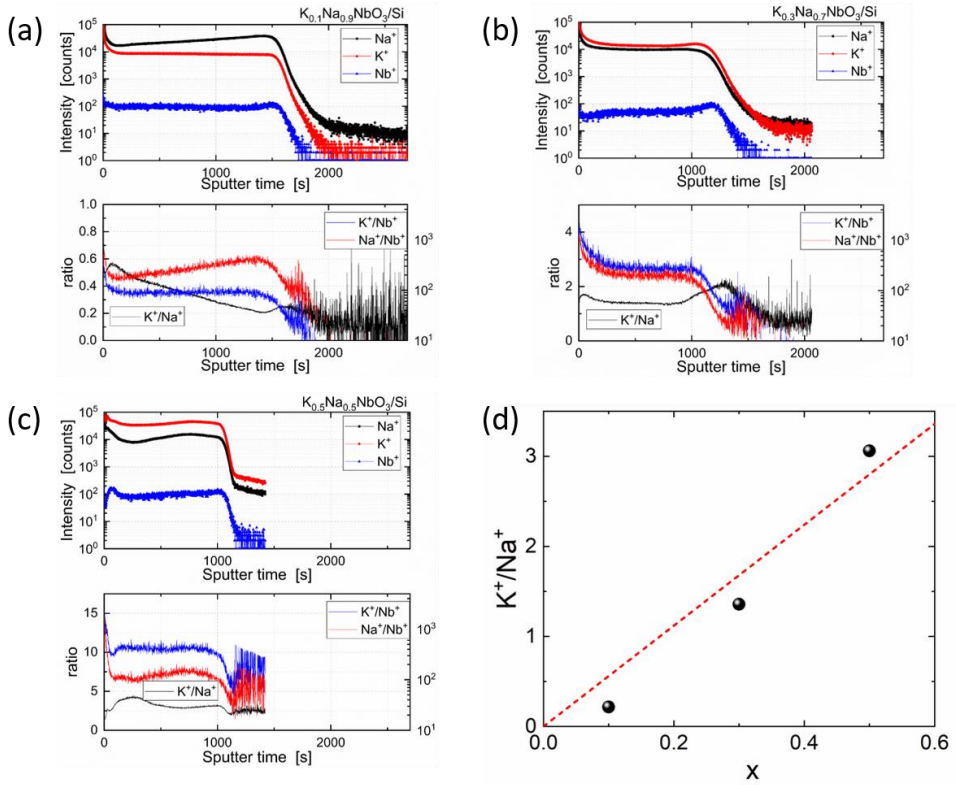 (a)
K0.1Na0.9NbO3/Si
Intensity [counts]
10^5
10^4
10^3
10^2
10^1
10^0
Na+
K+
Nb+
0 1000 2000
Sputter time [s]
ratio
1.0
0.8
0.6
0.4
0.2
0.0
K+/Nb+
Na+/Nb+
K+/Na+
10^3
10^2
10^1
0 1000 2000
Sputter time [s]
(b)
K0.3Na0.7NbO3/Si
Intensity [counts]
10^5
10^4
10^3
10^2
10^1
10^0
Na+
K+
Nb+
0 1000 2000
Sputter time [s]
ratio
4
2
0
K+/Nb+
Na+/Nb+
K+/Na+
10^3
10^2
10^1
0 1000 2000
Sputter time [s]
(c)
K0.5Na0.5NbO3/Si
Intensity [counts]
10^5
10^4
10^3
10^2
10^1
10^0
Na+
K+
Nb+
0 1000 2000
Sputter time [s]
ratio
15
10
5
0
K+/Nb+
Na+/Nb+
K+/Na+
10^3
10^2
10^1
0 1000 2000
Sputter time [s]
(d)
K+/Na+
3
2
1
0
0.0 0.2 0.4 0.6
x